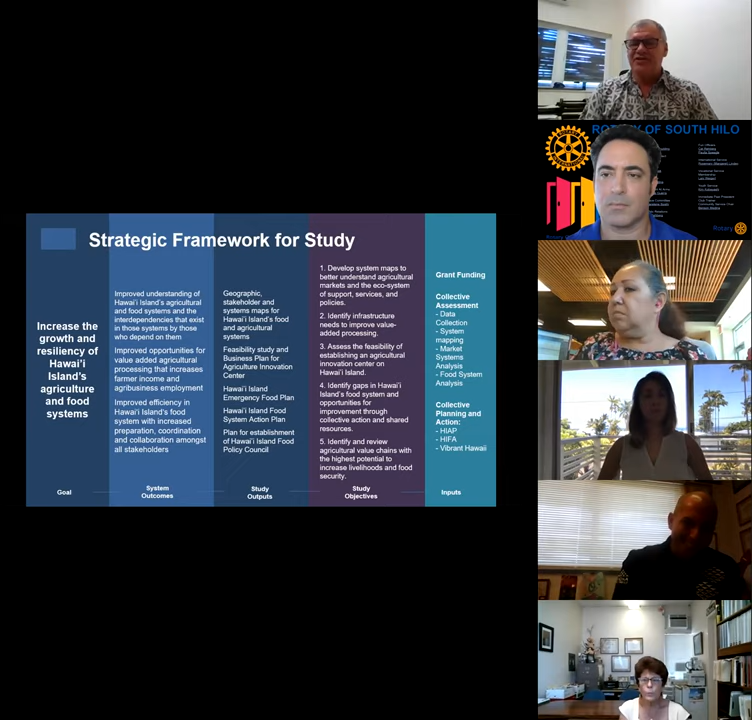 Strategic Framework for Study
Increase the
growth and
resiliency of
Hawai'i
Island's
agriculture
and food
systems
Goal
Improved understanding of
Hawai'i Island's agricultural
and food systems and the
interdependencies that exist
in those systems by those
who depend on them
Improved opportunities for
value added agricultural
processing that increases
farmer income and
agribusiness employment
Improved efficiency in
Hawai'i Island's food
system with increased
preparation, coordination
and collaboration amongst
all stakeholders
System
Outcomes
Geographic,
stakeholder and
systems maps for
Hawai'i Island's food
and agricultural
systems
Feasibility study and
Business Plan for
Agriculture Innovation
Center
Hawai'i Island
Emergency Food Plan
Hawai'i Island Food
System Action Plan
Plan for establishment
of Hawai'i Island Food
Policy Council
Study
Outputs
1. Develop system maps to
better understand agricultural
markets and the eco-system
of support, services, and
policies.
2. Identify infrastructure
needs to improve value-
added processing.
3. Assess the feasibility of
establishing an agricultural
innovation center on
Hawai'i Island.
4. Identify gaps in Hawai'i
Island's food system and
opportunities for
improvement through
collective action and shared
resources.
5. Identify and review
agricultural value chains with
the highest potential to
increase livelihoods and food
security.
Study
Objectives
Grant Funding
Collective
Assessment
- Data
Collection
- System
mapping
- Market
Systems
Analysis
- Food System
Analysis
Collective
Planning and
Action:
- HIAP
- HIFA
- Vibrant Hawaii
Inputs
OF SOUTH HILO
Rotary